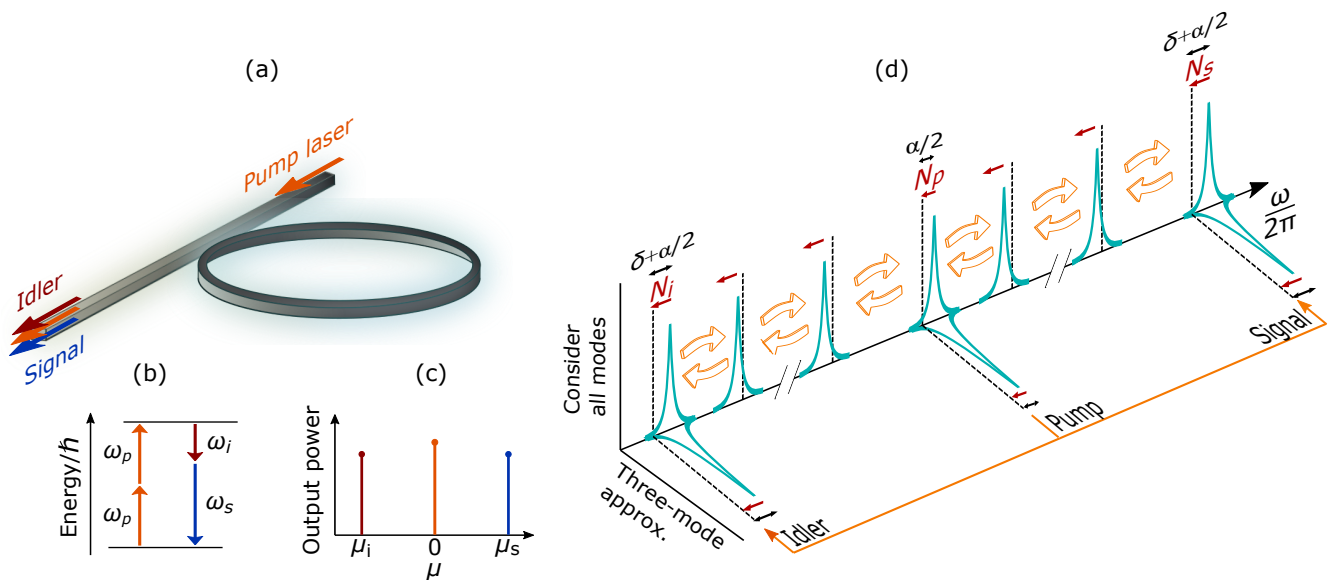 (a)
Pump laser
Idler
Signal
(b)
Energy/ℏ
ω_p
ω_p
ω_i
ω_s
(c)
Output power
μ_i
0
μ_s
μ
(d)
δ+α/2
N_i
α/2
N_p
δ+α/2
N_s
ω/2π
Consider
all modes
Three-mode
approx.
Idler
Pump
Signal